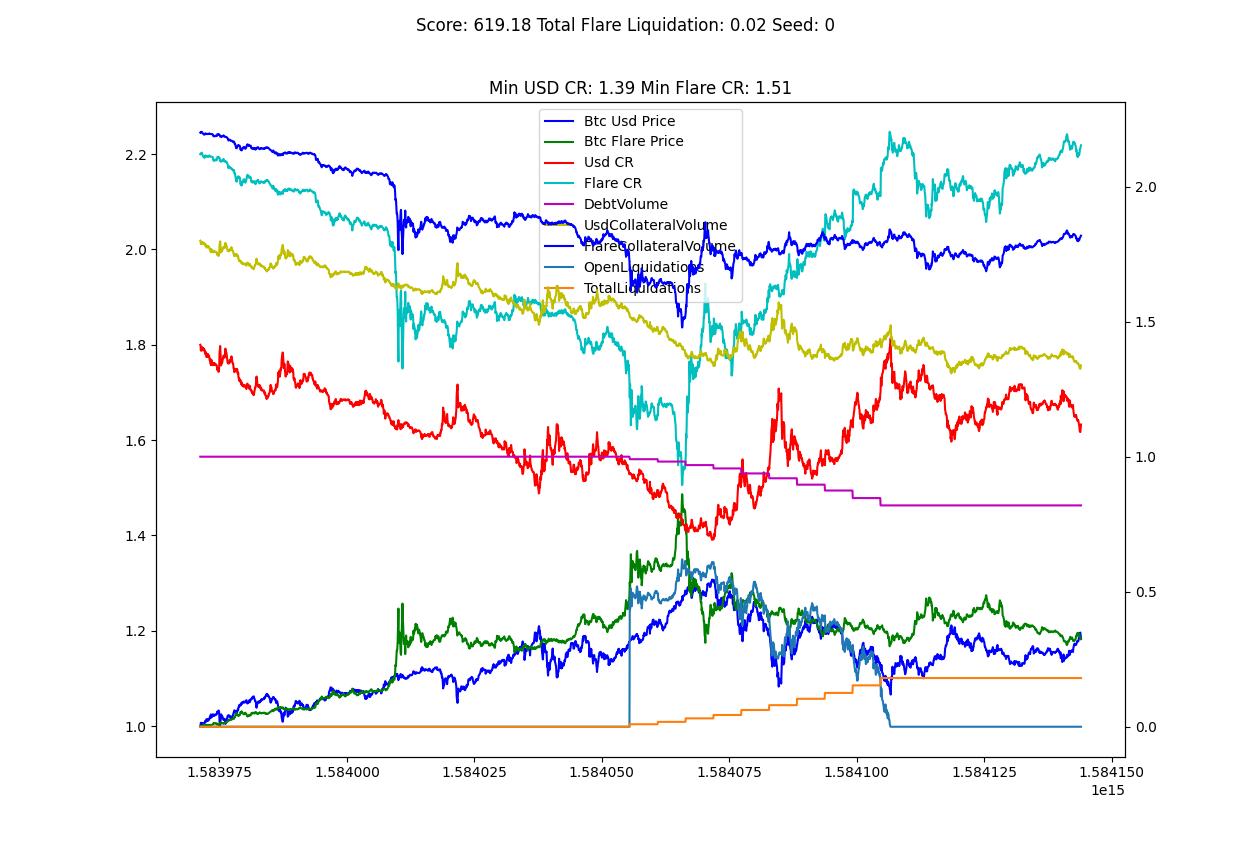 Score: 619.18 Total Flare Liquidation: 0.02 Seed: 0
Min USD CR: 1.39 Min Flare CR: 1.51
Btc Usd Price
Btc Flare Price
Usd CR
Flare CR
DebtVolume
UsdCollateralVolume
FlareCollateralVolume
OpenLiquidations
TotalLiquidations
2.2
2.0
1.8
1.6
1.4
1.2
1.0
2.0
1.5
1.0
0.5
0.0
1.583975 1.584000 1.584025 1.584050 1.584075 1.584100 1.584125 1.584150
1e15